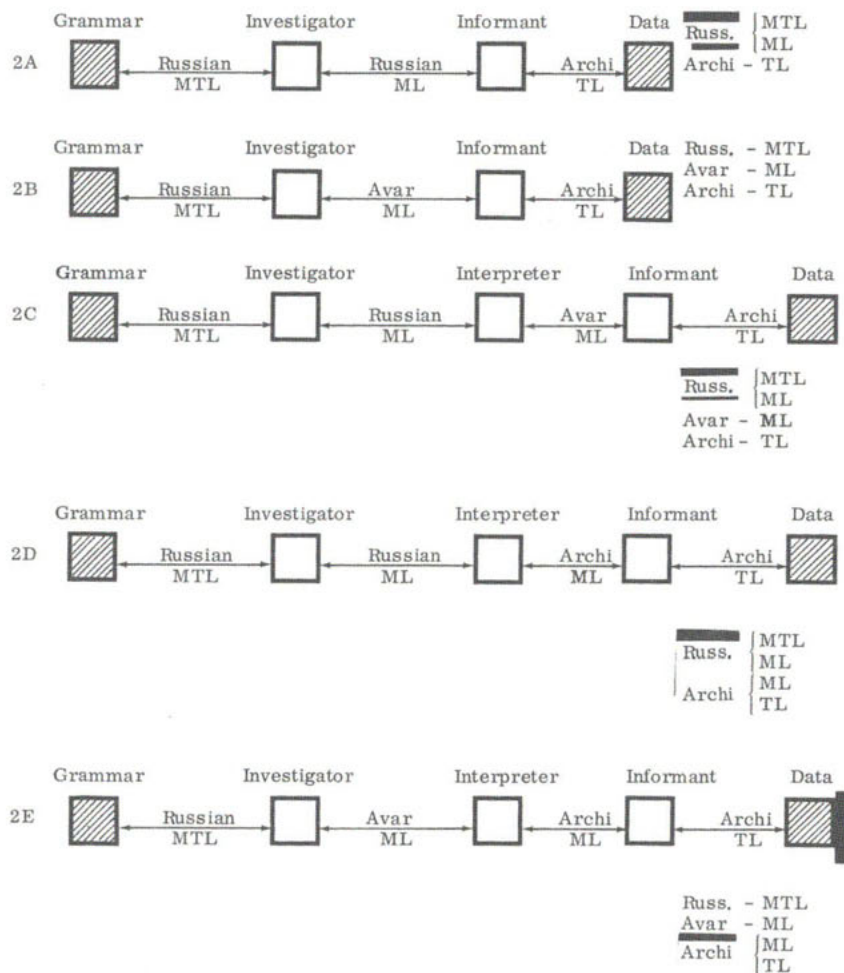 Grammar Investigator Informant Data Russ. { MTL
ML
2A Russian Russian Archi Archi - TL
MTL ML TL
Grammar Investigator Informant Data Russ. - MTL
Avar - ML
2B Russian Avar Archi Archi - TL
MTL ML TL
Grammar Investigator Interpreter Informant Data
2C Russian Russian Avar Archi
MTL ML ML TL
Russ. { MTL
ML
Avar - ML
Archi - TL
Grammar Investigator Interpreter Informant Data
2D Russian Russian Archi Archi
MTL ML ML TL
Russ. { MTL
ML
Archi { ML
TL
Grammar Investigator Interpreter Informant Data
2E Russian Avar Archi Archi
MTL ML ML TL
Russ. - MTL
Avar - ML
Archi { ML
TL